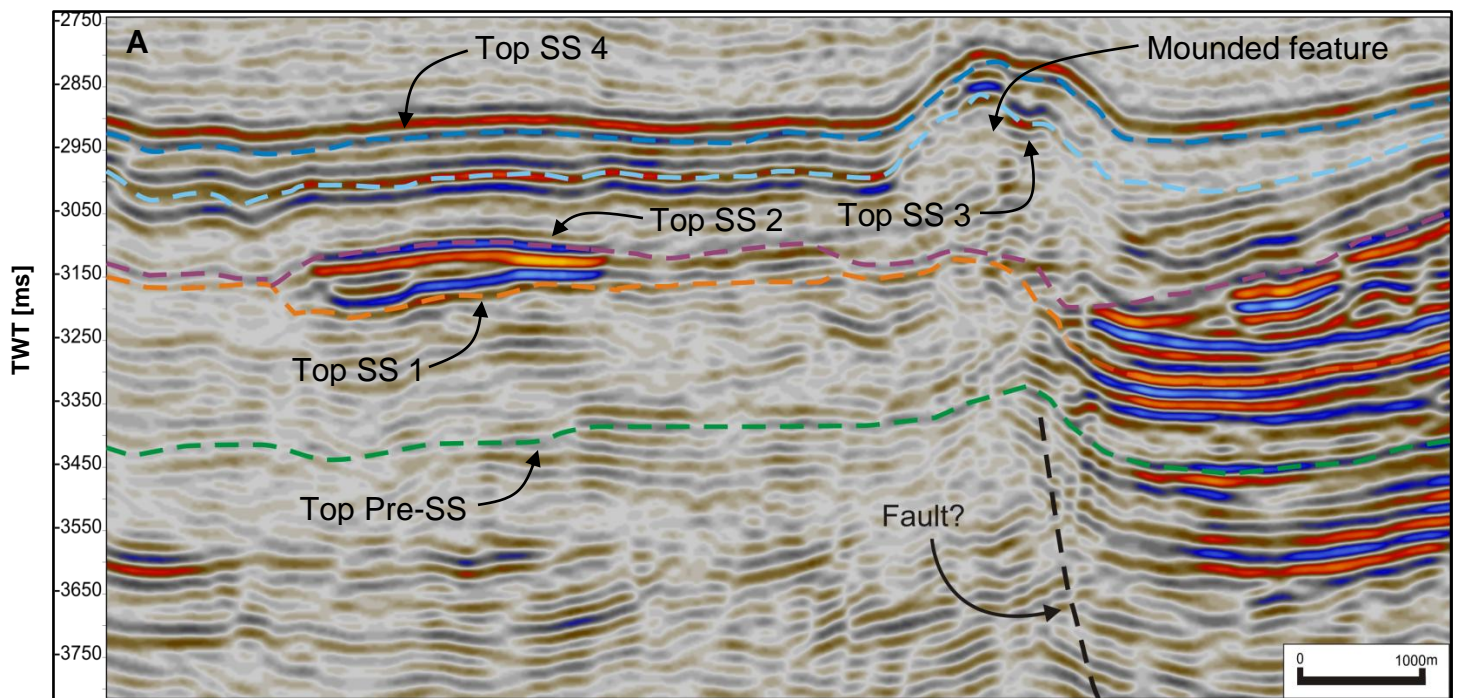 -2750
A
Top SS 4
Mounded feature
-2850
-2950
-3050
Top SS 2
Top SS 3
TWT [ms]
-3150
-3250
Top SS 1
-3350
-3450
Top Pre-SS
Fault?
-3550
-3650
-3750
0 1000m